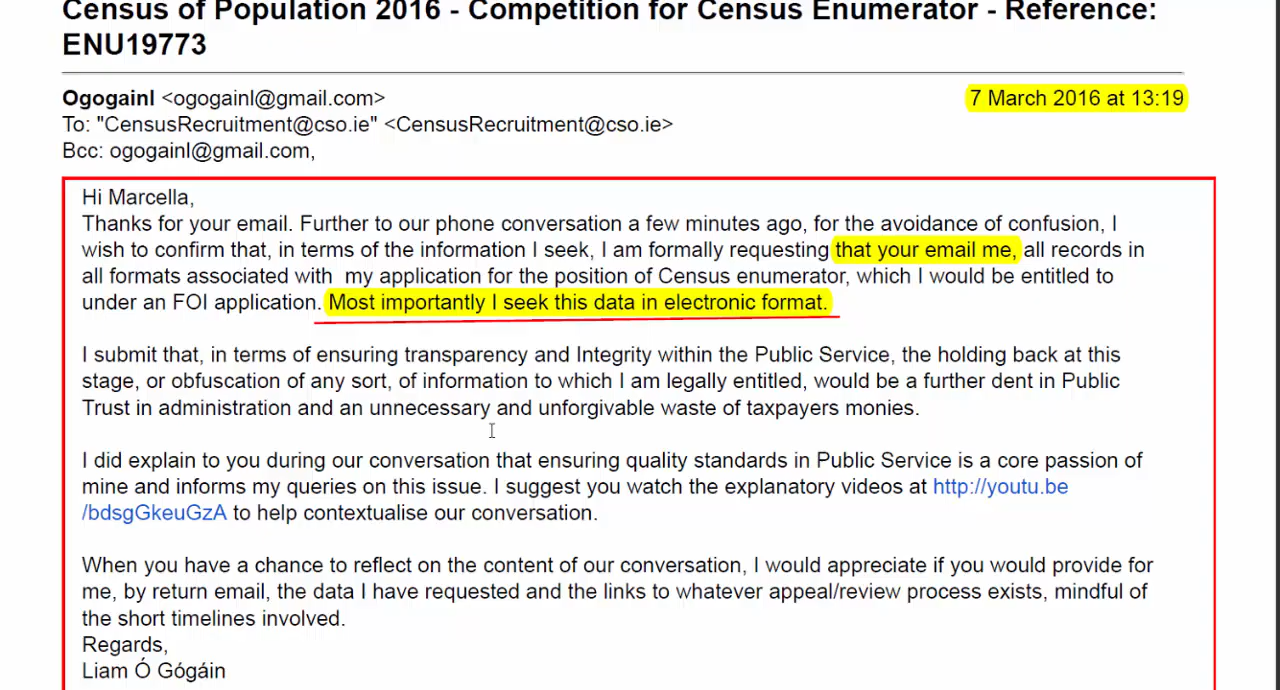 Census of Population 2016 - Competition for Census Enumerator - Reference:
ENU19773
Ogogainl <ogogainl@gmail.com>
7 March 2016 at 13:19
To: "CensusRecruitment@cso.ie" <CensusRecruitment@cso.ie>
Bcc: ogogainl@gmail.com,
Hi Marcella,
Thanks for your email. Further to our phone conversation a few minutes ago, for the avoidance of confusion, I
wish to confirm that, in terms of the information I seek, I am formally requesting that your email me, all records in
all formats associated with  my application for the position of Census enumerator, which I would be entitled to
under an FOI application. Most importantly I seek this data in electronic format.
I submit that, in terms of ensuring transparency and Integrity within the Public Service, the holding back at this
stage, or obfuscation of any sort, of information to which I am legally entitled, would be a further dent in Public
Trust in administration and an unnecessary and unforgivable waste of taxpayers monies.
I did explain to you during our conversation that ensuring quality standards in Public Service is a core passion of
mine and informs my queries on this issue. I suggest you watch the explanatory videos at http://youtu.be
/bdsgGkeuGzA to help contextualise our conversation.
When you have a chance to reflect on the content of our conversation, I would appreciate if you would provide for
me, by return email, the data I have requested and the links to whatever appeal/review process exists, mindful of
the short timelines involved.
Regards,
Liam Ó Gógáin